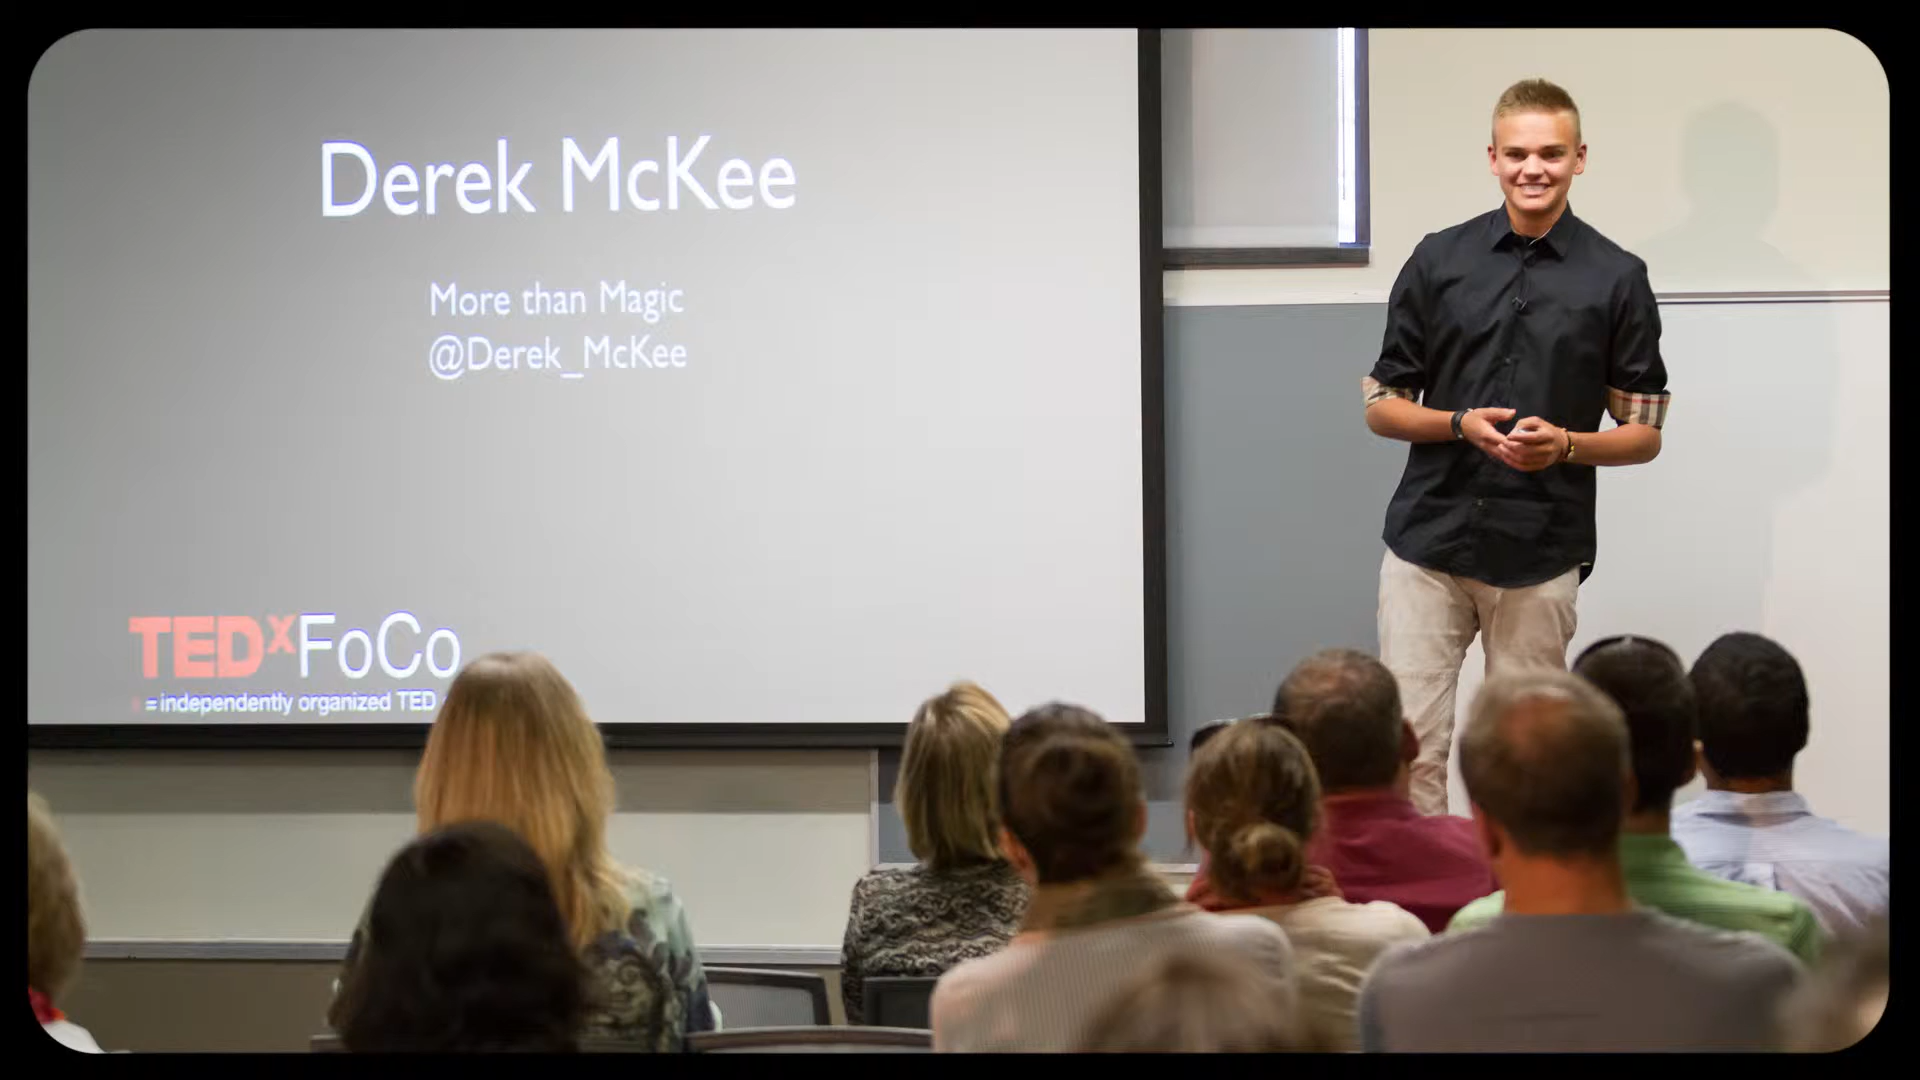 Derek McKee
More than Magic
@Derek_McKee
TEDxFoCo
= independently organized TED